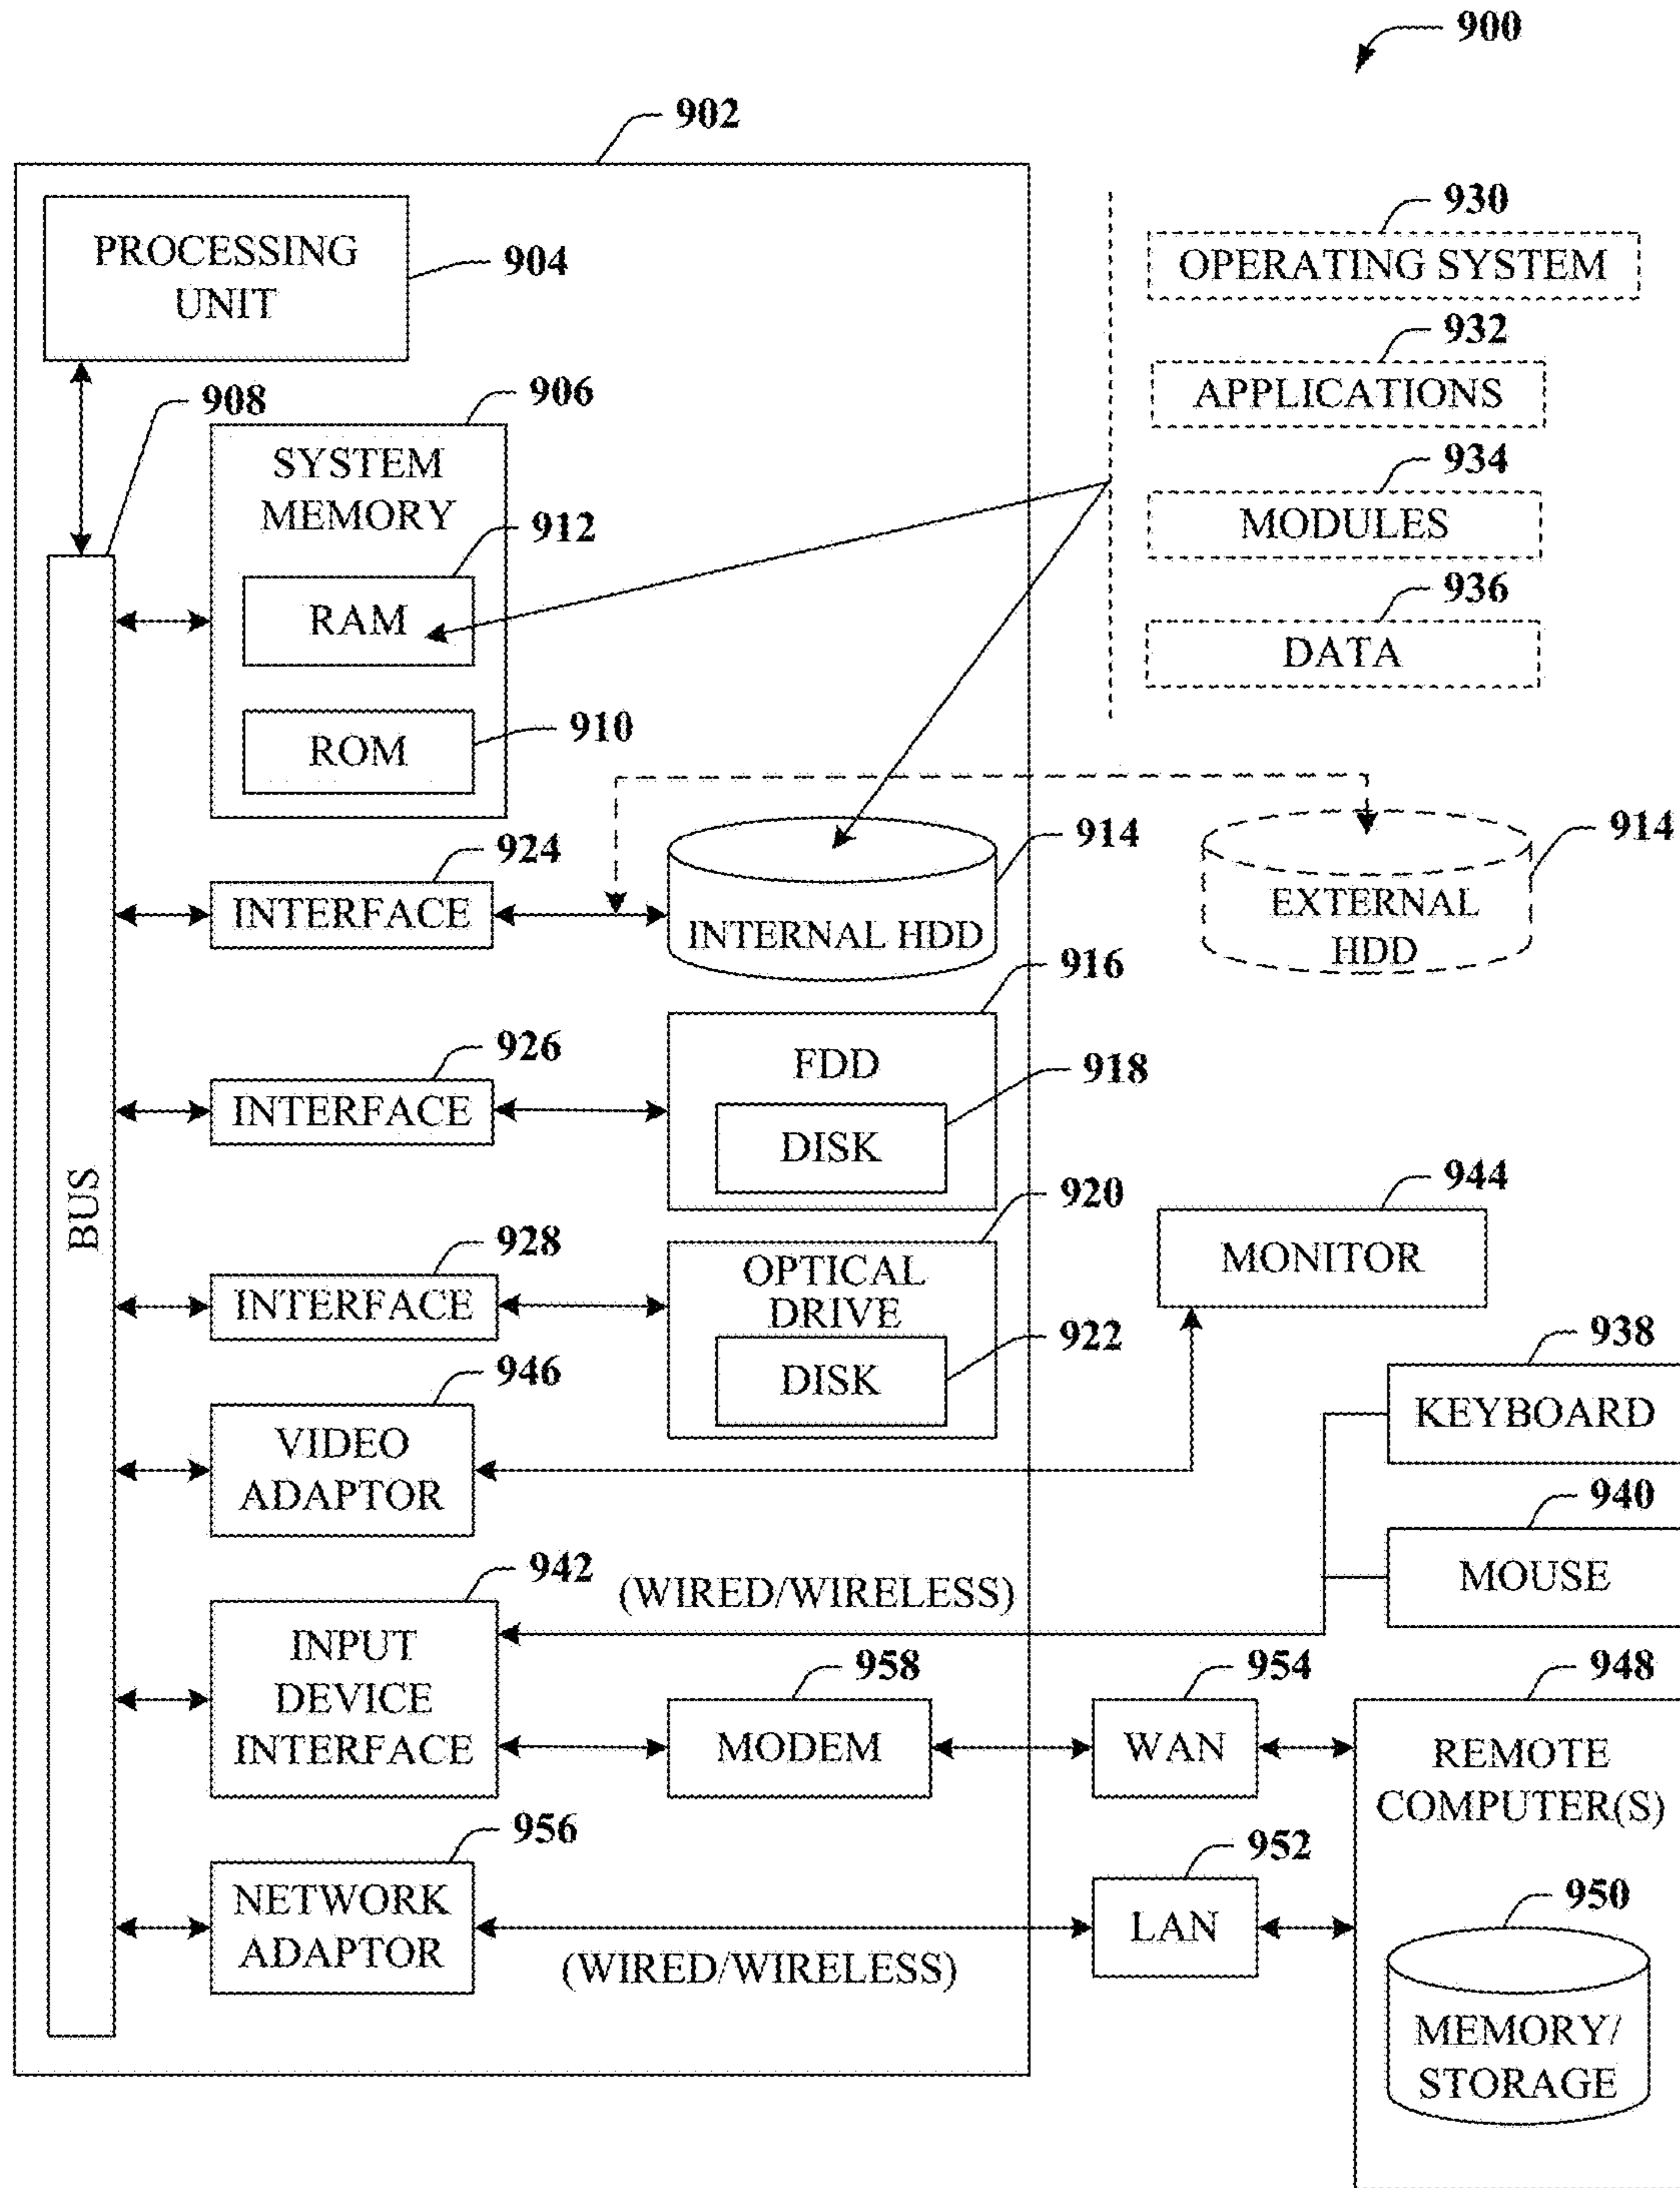 900
902
PROCESSING
UNIT
904
908
906
SYSTEM
MEMORY
912
RAM
910
ROM
930
OPERATING SYSTEM
932
APPLICATIONS
934
MODULES
936
DATA
924
INTERFACE
914
INTERNAL HDD
914
EXTERNAL
HDD
926
INTERFACE
916
FDD
918
DISK
BUS
928
INTERFACE
920
OPTICAL
DRIVE
922
DISK
944
MONITOR
946
VIDEO
ADAPTOR
938
KEYBOARD
940
MOUSE
942
(WIRED/WIRELESS)
INPUT
DEVICE
INTERFACE
958
MODEM
954
WAN
948
REMOTE
COMPUTER(S)
956
NETWORK
ADAPTOR
(WIRED/WIRELESS)
952
LAN
950
MEMORY/
STORAGE